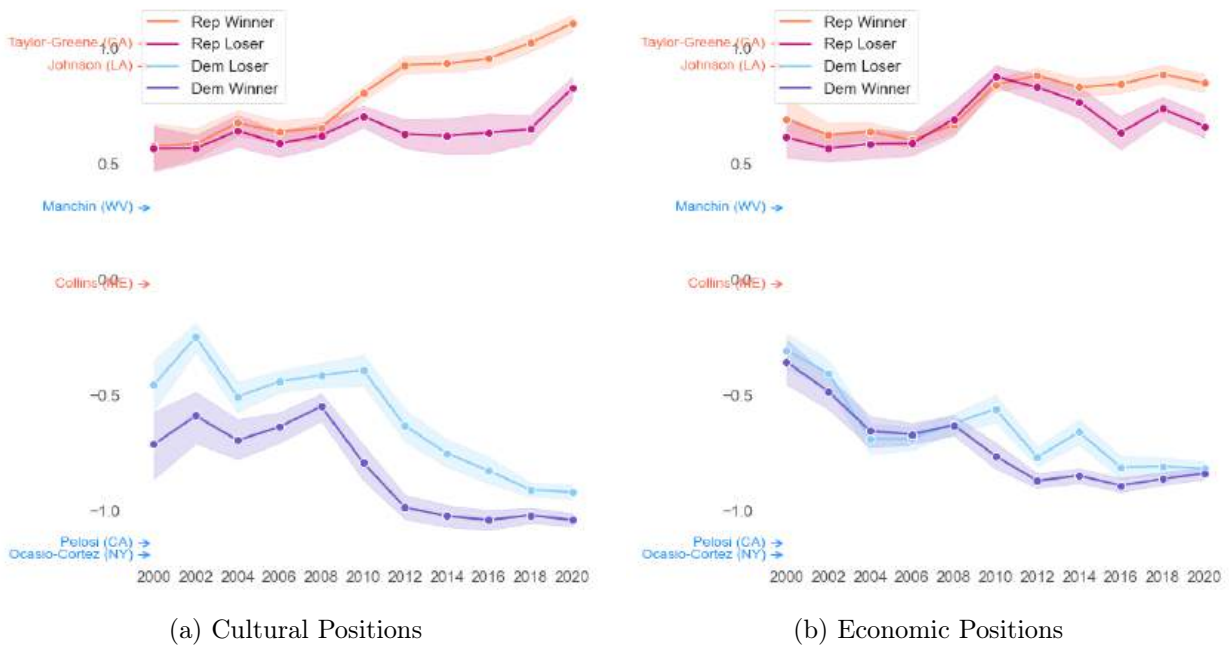 Rep Winner
Taylor-Greene (GA)
1.0
Rep Loser
Johnson (LA)
Dem Loser
Dem Winner
0.5
Manchin (WV)
0.0
Collins (ME)
−0.5
−1.0
Pelosi (CA)
Ocasio-Cortez (NY)
2000 2002 2004 2006 2008 2010 2012 2014 2016 2018 2020
(a) Cultural Positions
Rep Winner
Taylor-Greene (GA)
1.0
Rep Loser
Johnson (LA)
Dem Loser
Dem Winner
0.5
Manchin (WV)
0.0
Collins (ME)
−0.5
−1.0
Pelosi (CA)
Ocasio-Cortez (NY)
2000 2002 2004 2006 2008 2010 2012 2014 2016 2018 2020
(b) Economic Positions